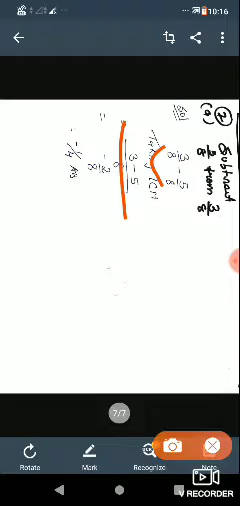 10:16
② Subtract
(a) 5/8 from 3/8
Sol
3/8 - 5/8
Taking LCM
= 3 - 5 / 8
= -2/8
= -1/4 Ans
7/7
Rotate
Mark
Recognize
Note
V RECORDER